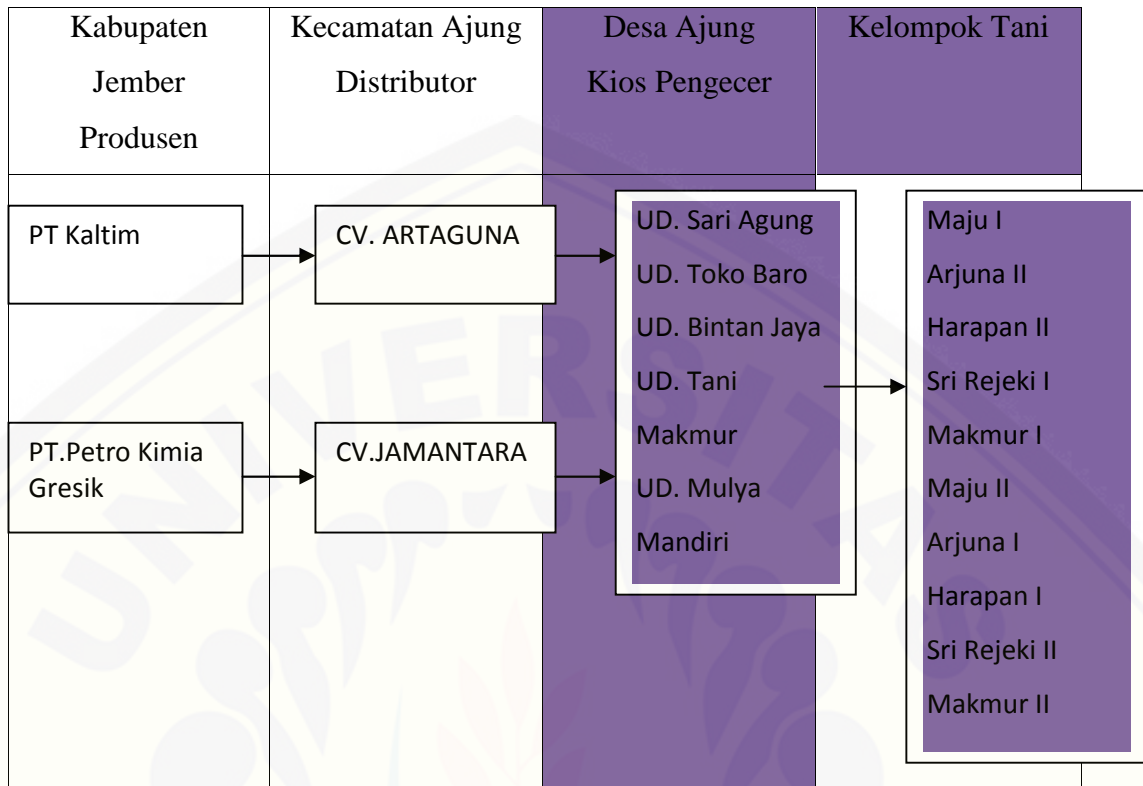 Kabupaten
Jember
Produsen
Kecamatan Ajung
Distributor
Desa Ajung
Kios Pengecer
Kelompok Tani
PT Kaltim
CV. ARTAGUNA
PT.Petro Kimia
Gresik
CV.JAMANTARA
UD. Sari Agung
UD. Toko Baro
UD. Bintan Jaya
UD. Tani
Makmur
UD. Mulya
Mandiri
Maju I
Arjuna II
Harapan II
Sri Rejeki I
Makmur I
Maju II
Arjuna I
Harapan I
Sri Rejeki II
Makmur II
UNIVERSITAS